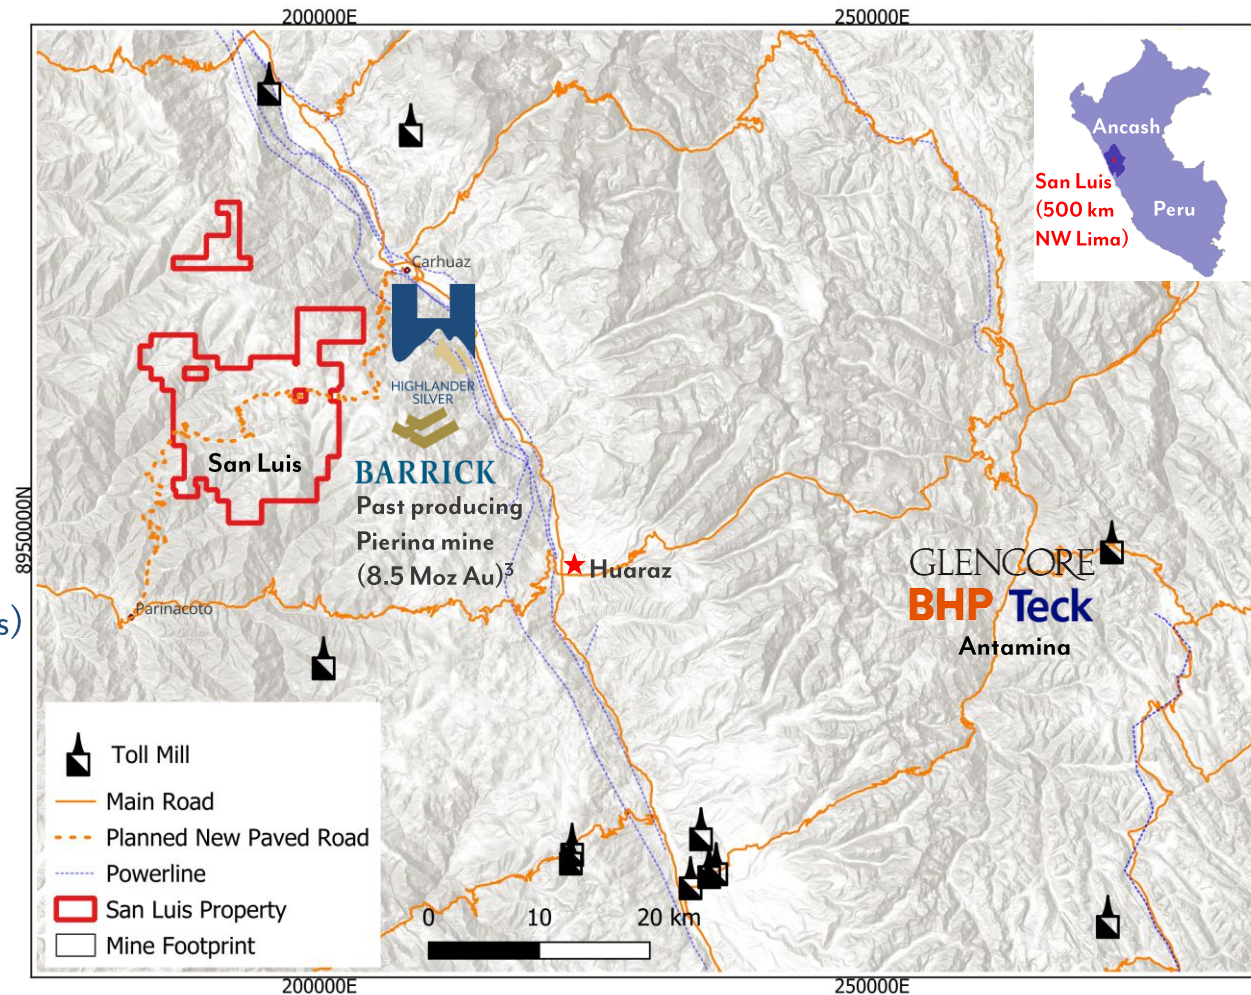 200000E
250000E
Ancash
San Luis
(500 km
NW Lima)
Peru
Carhuaz
HIGHLANDER
SILVER
San Luis
BARRICK
Past producing
Pierina mine
(8.5 Moz Au)³
8950000N
Huaraz
GLENCORE
BHP Teck
Antamina
Parinacoto
s)
Toll Mill
Main Road
Planned New Paved Road
Powerline
San Luis Property
Mine Footprint
0 10 20 km
200000E
250000E